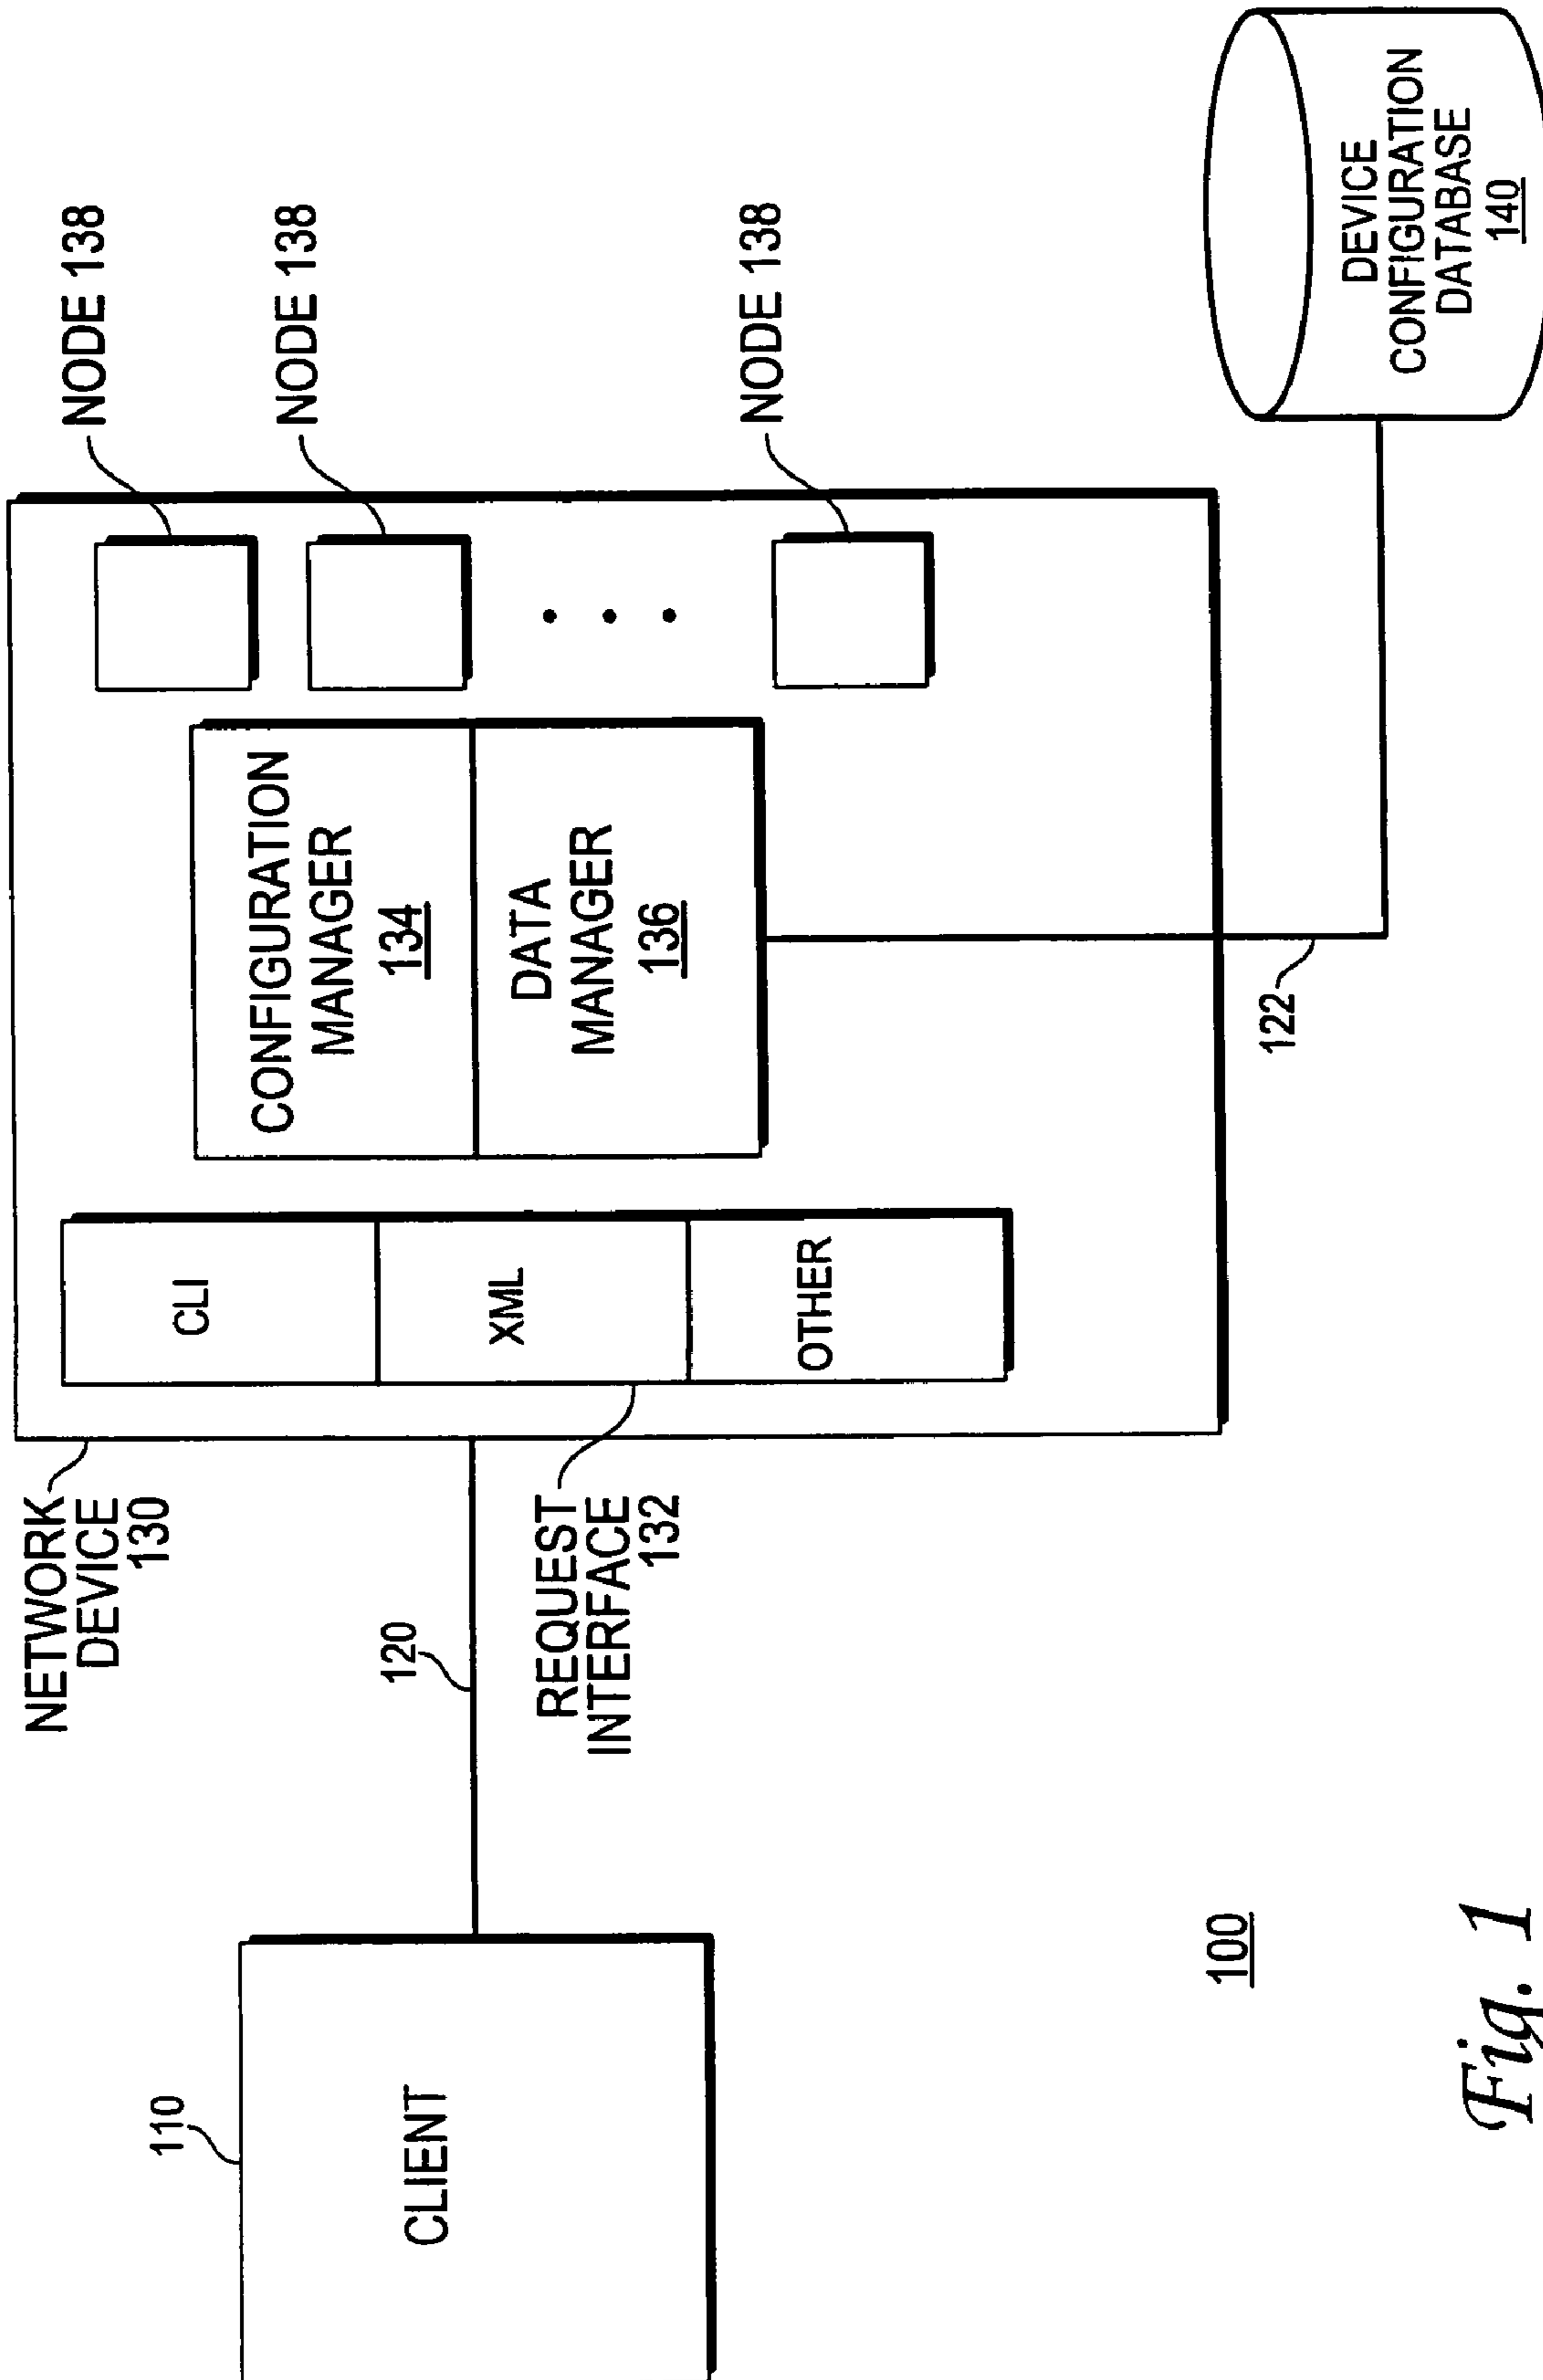 110
CLIENT
120
NETWORK
DEVICE
130
REQUEST
INTERFACE
132
CLI
XML
OTHER
CONFIGURATION
MANAGER
134
DATA
MANAGER
136
NODE 138
NODE 138
NODE 138
122
DEVICE
CONFIGURATION
DATABASE
140
100
Fig. 1